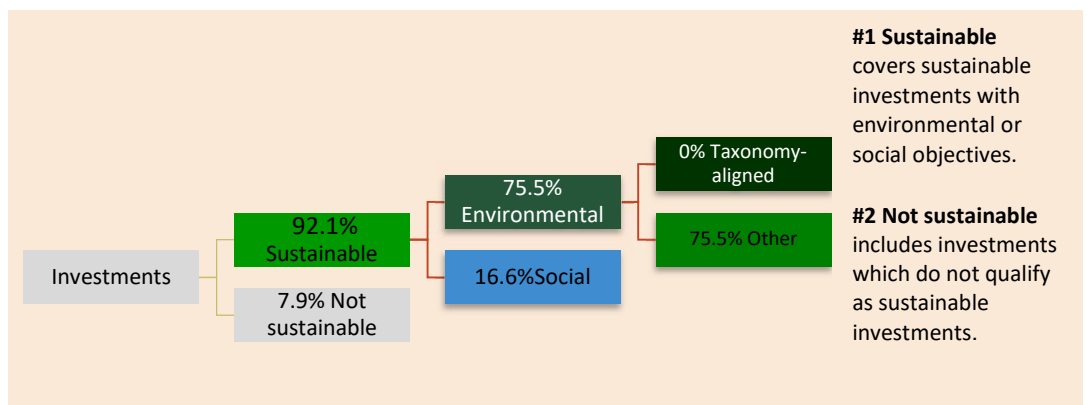 Investments
92.1%
Sustainable
7.9% Not
sustainable
75.5%
Environmental
16.6%Social
0% Taxonomy-
aligned
75.5% Other
#1 Sustainable
covers sustainable
investments with
environmental or
social objectives.
#2 Not sustainable
includes investments
which do not qualify
as sustainable
investments.